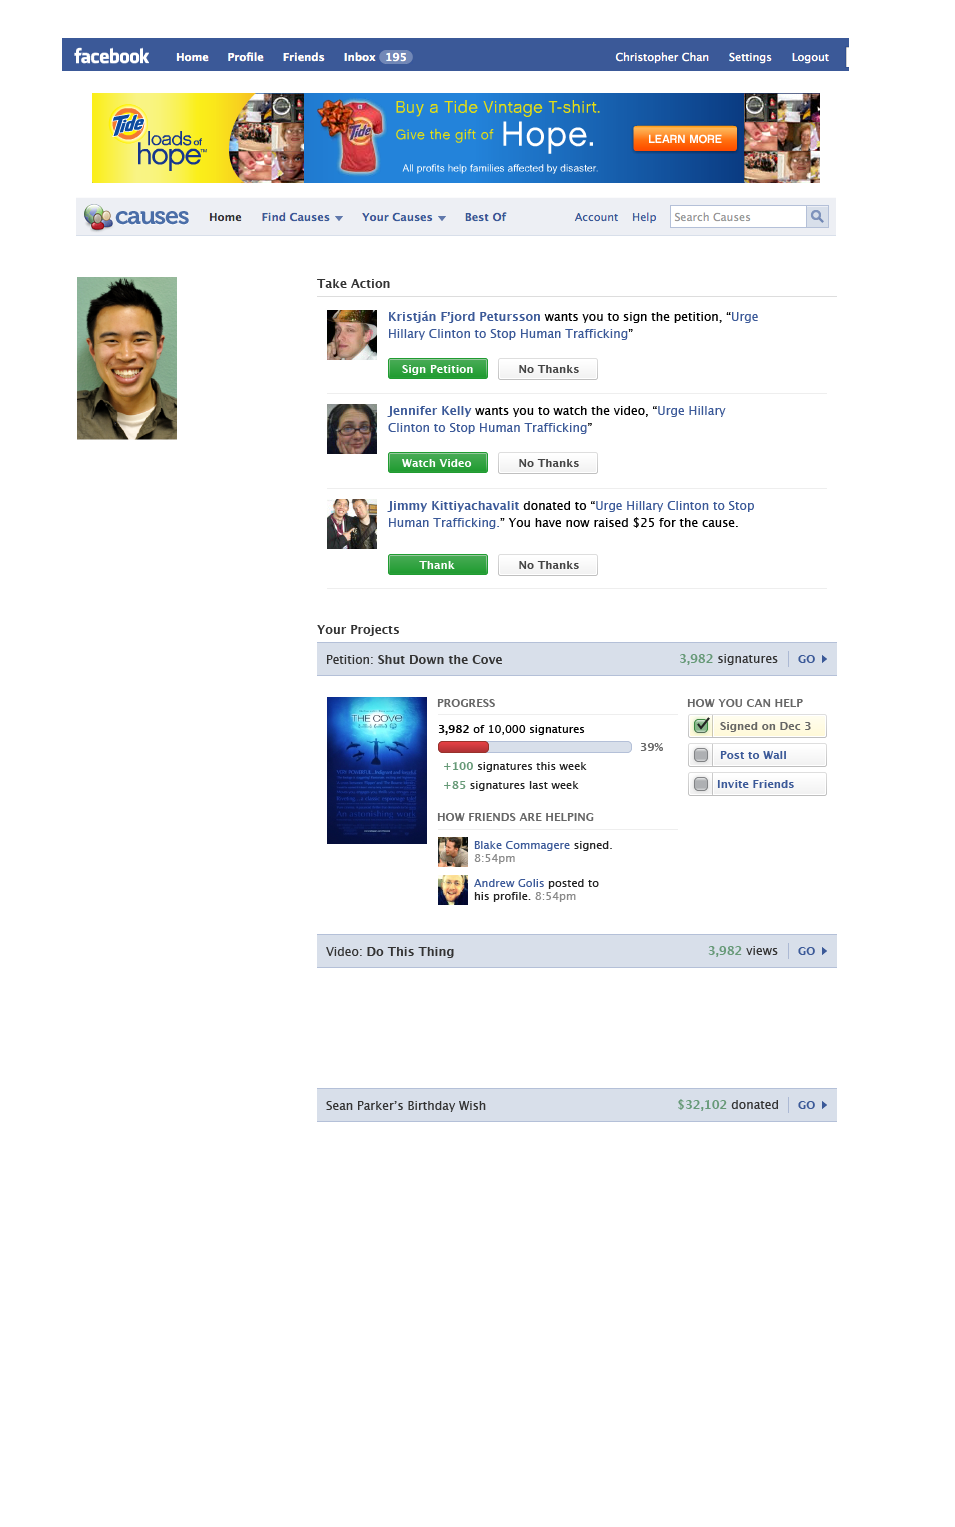 facebook Home Profile Friends Inbox 195 Christopher Chan Settings Logout
Tide
loads of
hope™
Tide
Buy a Tide Vintage T-shirt.
Give the gift of Hope.
All profits help families affected by disaster.
LEARN MORE
causes Home Find Causes Your Causes Best Of Account Help Search Causes
Take Action
Kristján F'jord Petursson wants you to sign the petition, “Urge
Hillary Clinton to Stop Human Trafficking”
Sign Petition No Thanks
Jennifer Kelly wants you to watch the video, “Urge Hillary
Clinton to Stop Human Trafficking”
Watch Video No Thanks
Jimmy Kittiyachavalit donated to “Urge Hillary Clinton to Stop
Human Trafficking.” You have now raised $25 for the cause.
Thank No Thanks
Your Projects
Petition: Shut Down the Cove 3,982 signatures GO
THE COVE
PROGRESS
3,982 of 10,000 signatures
39%
+100 signatures this week
+85 signatures last week
HOW FRIENDS ARE HELPING
Blake Commagere signed.
8:54pm
Andrew Golis posted to
his profile. 8:54pm
HOW YOU CAN HELP
Signed on Dec 3
Post to Wall
Invite Friends
Video: Do This Thing 3,982 views GO
Sean Parker’s Birthday Wish $32,102 donated GO